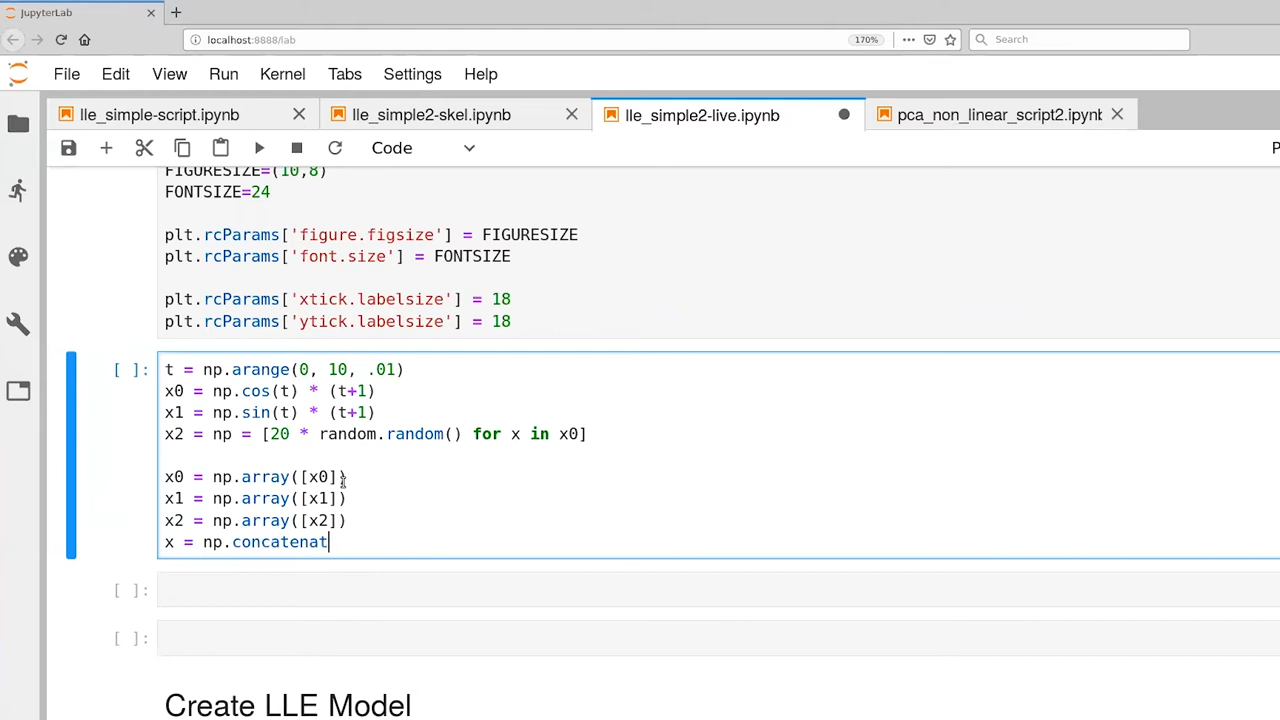 JupyterLab
localhost:8888/lab
170%
Search
File Edit View Run Kernel Tabs Settings Help
lle_simple-script.ipynb
lle_simple2-skel.ipynb
lle_simple2-live.ipynb
pca_non_linear_script2.ipynb
Code
P
FIGURESIZE=(10,8)
FONTSIZE=24
plt.rcParams['figure.figsize'] = FIGURESIZE
plt.rcParams['font.size'] = FONTSIZE
plt.rcParams['xtick.labelsize'] = 18
plt.rcParams['ytick.labelsize'] = 18
[ ]:
t = np.arange(0, 10, .01)
x0 = np.cos(t) * (t+1)
x1 = np.sin(t) * (t+1)
x2 = np = [20 * random.random() for x in x0]
x0 = np.array([x0])
x1 = np.array([x1])
x2 = np.array([x2])
x = np.concatenat
[ ]:
[ ]:
Create LLE Model